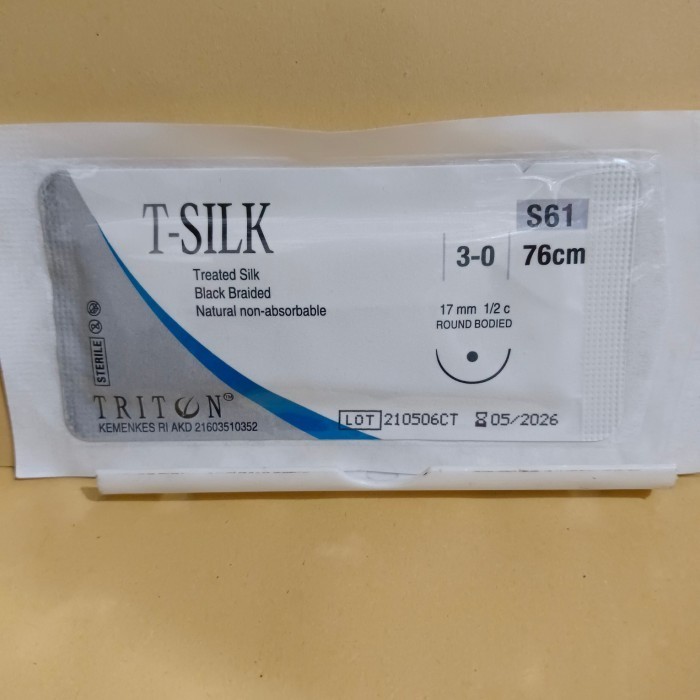 T-SILK
Treated Silk
Black Braided
Natural non-absorbable
S61
3-0
76cm
17 mm 1/2 c
ROUND BODIED
STERILE
TRITON™
KEMENKES RI AKD 21603510352
LOT 210506CT 05/2026